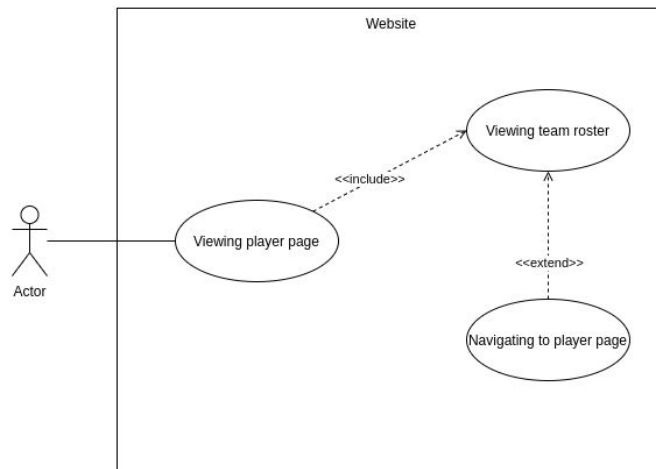 Website
Viewing team roster
<<include>>
Viewing player page
<<extend>>
Actor
Navigating to player page